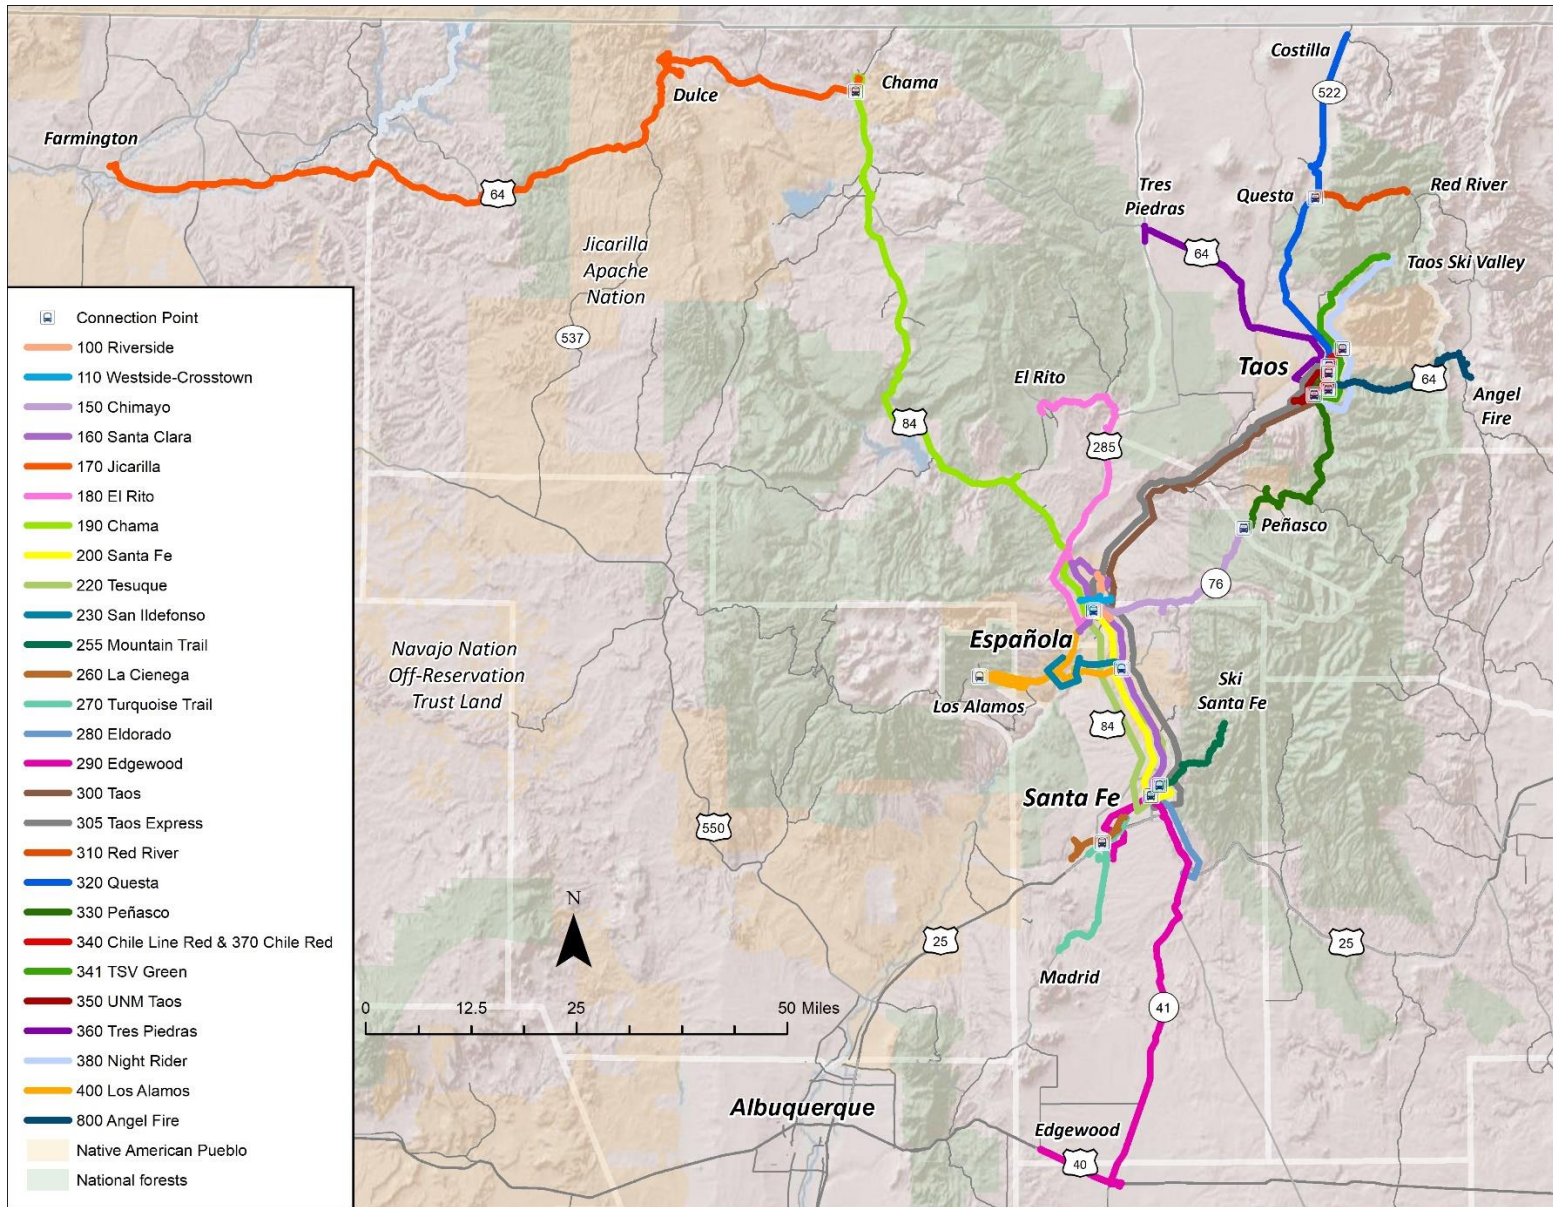 Costilla
Chama
522
Dulce
Farmington
64
Tres
Piedras
Questa
Red River
64
Taos Ski Valley
Jicarilla
Apache
Nation
537
Taos
El Rito
64
Angel
Fire
84
285
Peñasco
76
Española
Navajo Nation
Off-Reservation
Trust Land
Los Alamos
Ski
Santa Fe
84
Santa Fe
550
25
25
Madrid
41
N
0 12.5 25 50 Miles
Albuquerque
Edgewood
40
Connection Point
100 Riverside
110 Westside-Crosstown
150 Chimayo
160 Santa Clara
170 Jicarilla
180 El Rito
190 Chama
200 Santa Fe
220 Tesuque
230 San Ildefonso
255 Mountain Trail
260 La Cienega
270 Turquoise Trail
280 Eldorado
290 Edgewood
300 Taos
305 Taos Express
310 Red River
320 Questa
330 Peñasco
340 Chile Line Red & 370 Chile Red
341 TSV Green
350 UNM Taos
360 Tres Piedras
380 Night Rider
400 Los Alamos
800 Angel Fire
Native American Pueblo
National forests